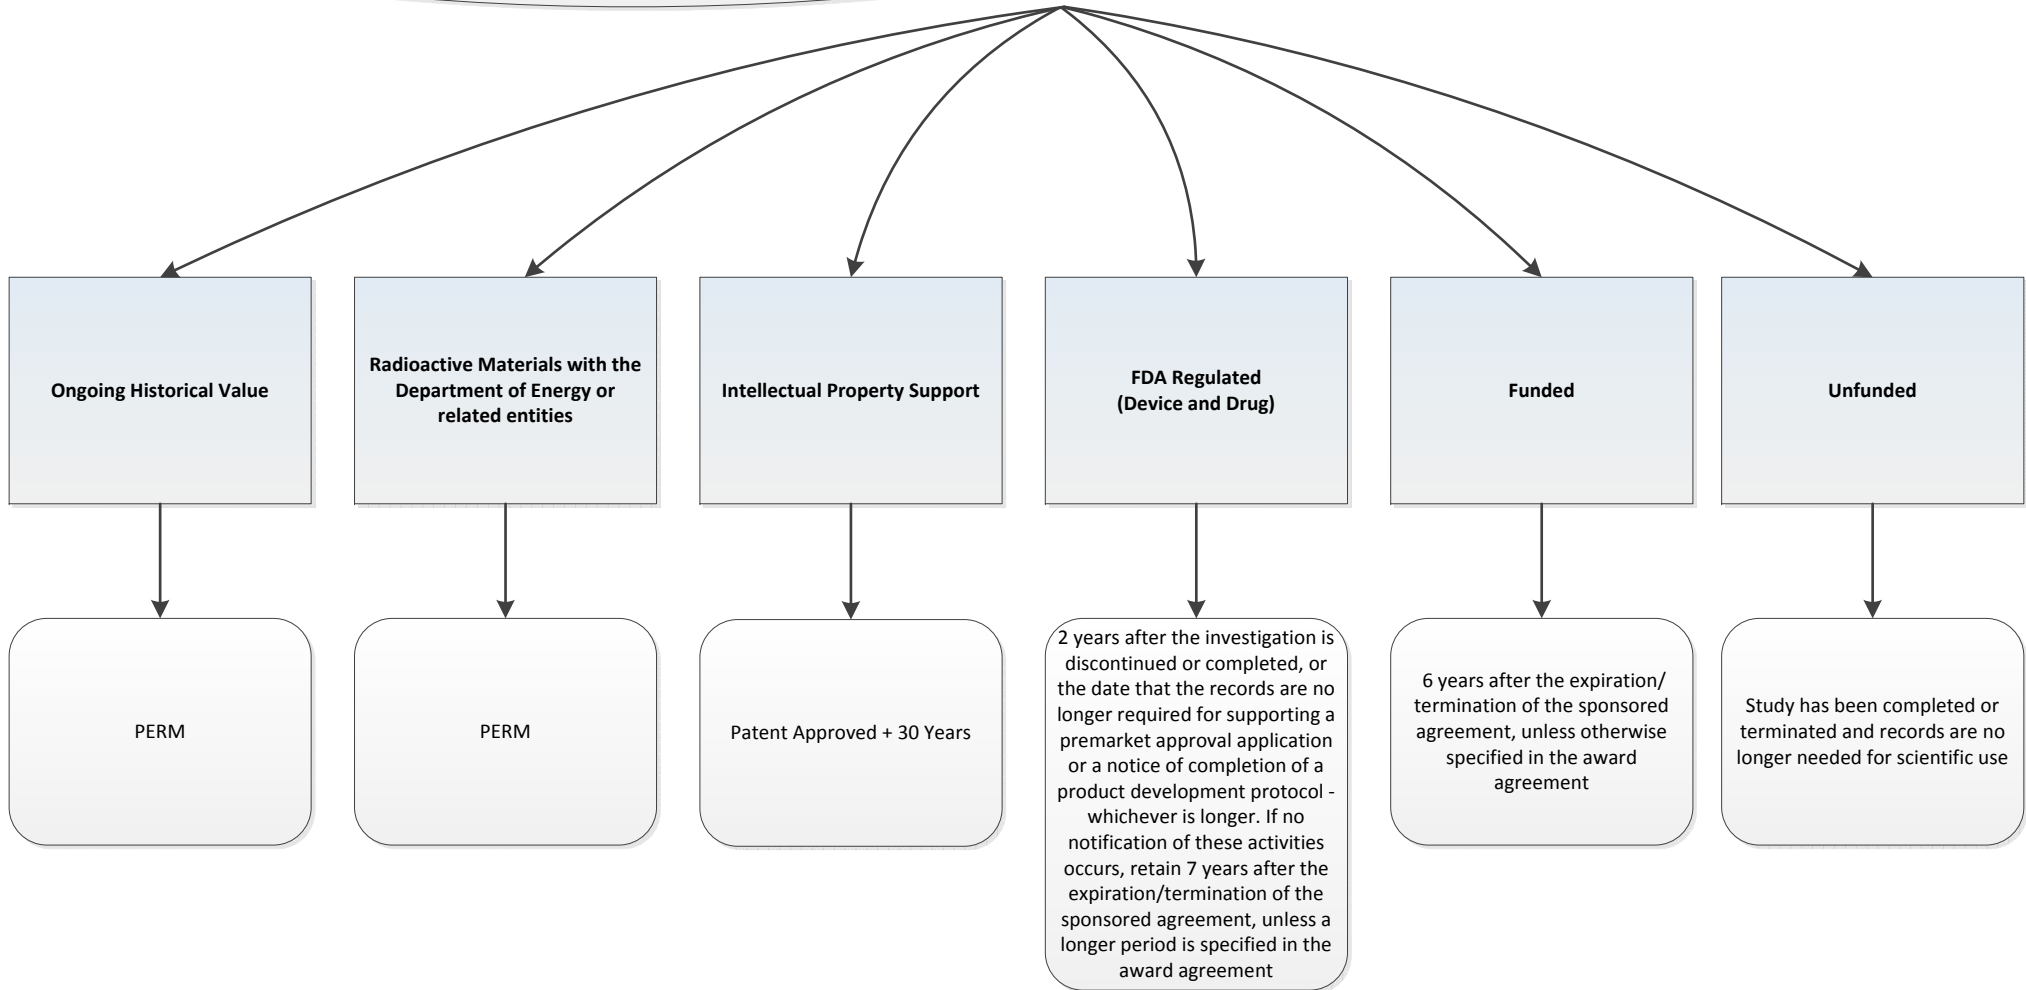 Ongoing Historical Value
Radioactive Materials with the
Department of Energy or
related entities
Intellectual Property Support
FDA Regulated
(Device and Drug)
Funded
Unfunded
PERM
PERM
Patent Approved + 30 Years
2 years after the investigation is
discontinued or completed, or
the date that the records are no
longer required for supporting a
premarket approval application
or a notice of completion of a
product development protocol -
whichever is longer. If no
notification of these activities
occurs, retain 7 years after the
expiration/termination of the
sponsored agreement, unless a
longer period is specified in the
award agreement
6 years after the expiration/
termination of the sponsored
agreement, unless otherwise
specified in the award
agreement
Study has been completed or
terminated and records are no
longer needed for scientific use